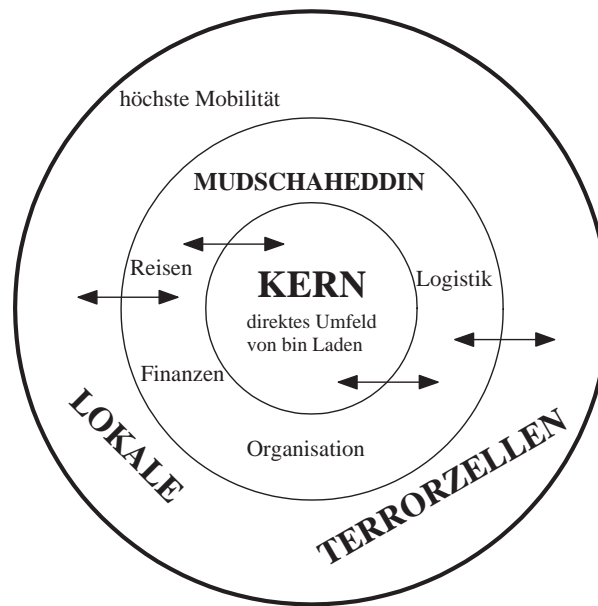 höchste Mobilität
MUDSCHAHEDDIN
Reisen
KERN
Logistik
direktes Umfeld
von bin Laden
Finanzen
Organisation
LOKALE
TERRORZELLEN